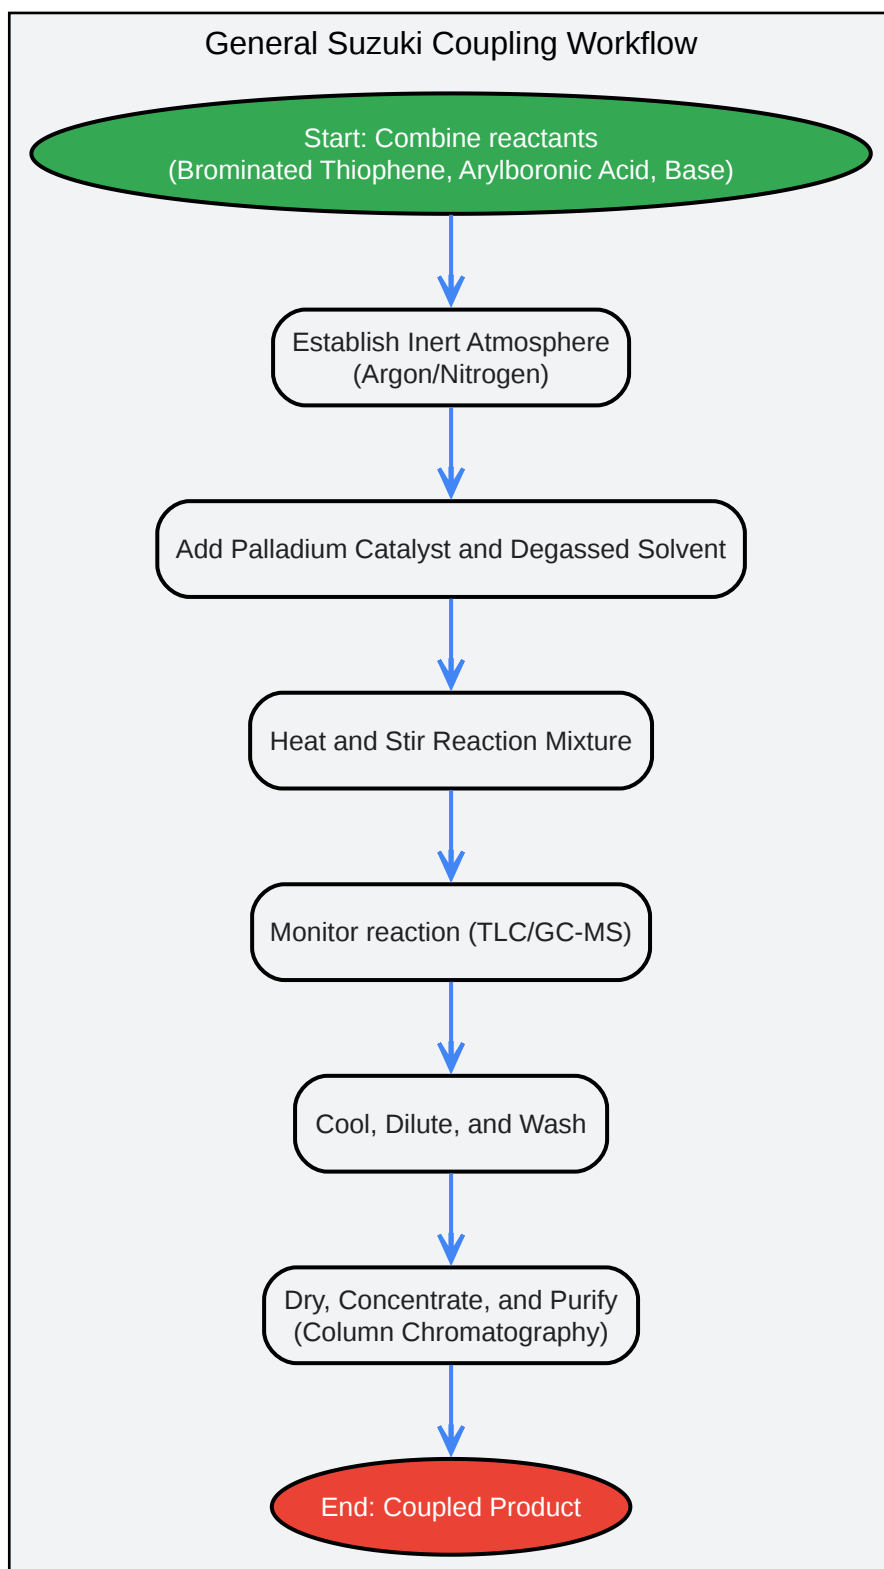 General Suzuki Coupling Workflow
Start: Combine reactants
(Brominated Thiophene, Arylboronic Acid, Base)
Establish Inert Atmosphere
(Argon/Nitrogen)
Add Palladium Catalyst and Degassed Solvent
Heat and Stir Reaction Mixture
Monitor reaction (TLC/GC-MS)
Cool, Dilute, and Wash
Dry, Concentrate, and Purify
(Column Chromatography)
End: Coupled Product